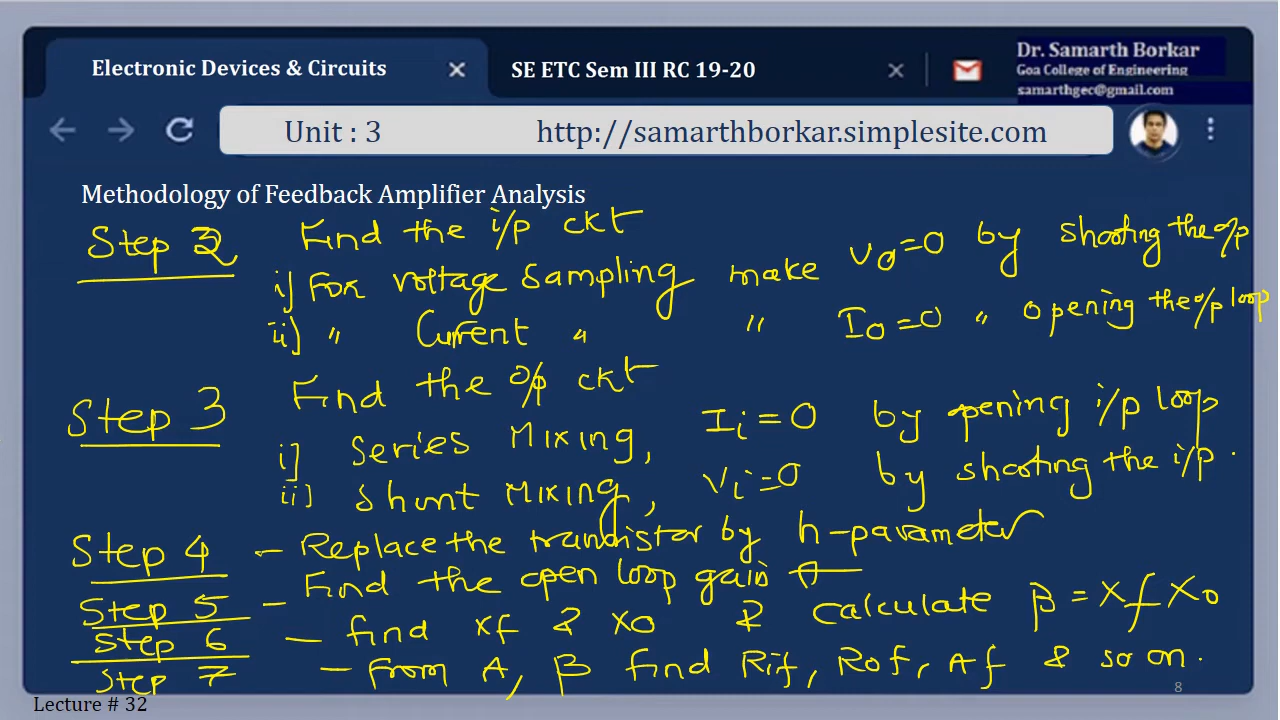 Electronic Devices & Circuits
SE ETC Sem III RC 19-20
Dr. Samarth Borkar
Goa College of Engineering
samarthgec@gmail.com
Unit : 3 http://samarthborkar.simplesite.com
Methodology of Feedback Amplifier Analysis
Step 2 Find the i/p ckt
i) For voltage Sampling make Vo=0 by shooting the o/p
ii) " Current " " Io=0 " opening the o/p loop
Step 3 Find the o/p ckt
i] Series Mixing, Ii=0 by opening i/p loop
ii] Shunt Mixing, Vi=0 by shooting the i/p.
Step 4 - Replace the transistor by h-parameter
Step 5 - Find the open loop gain
Step 6 - find Xf & Xo & calculate β = Xf Xo
Step 7 - From A, β find Rif, Rof, Af & so on.
8
Lecture # 32